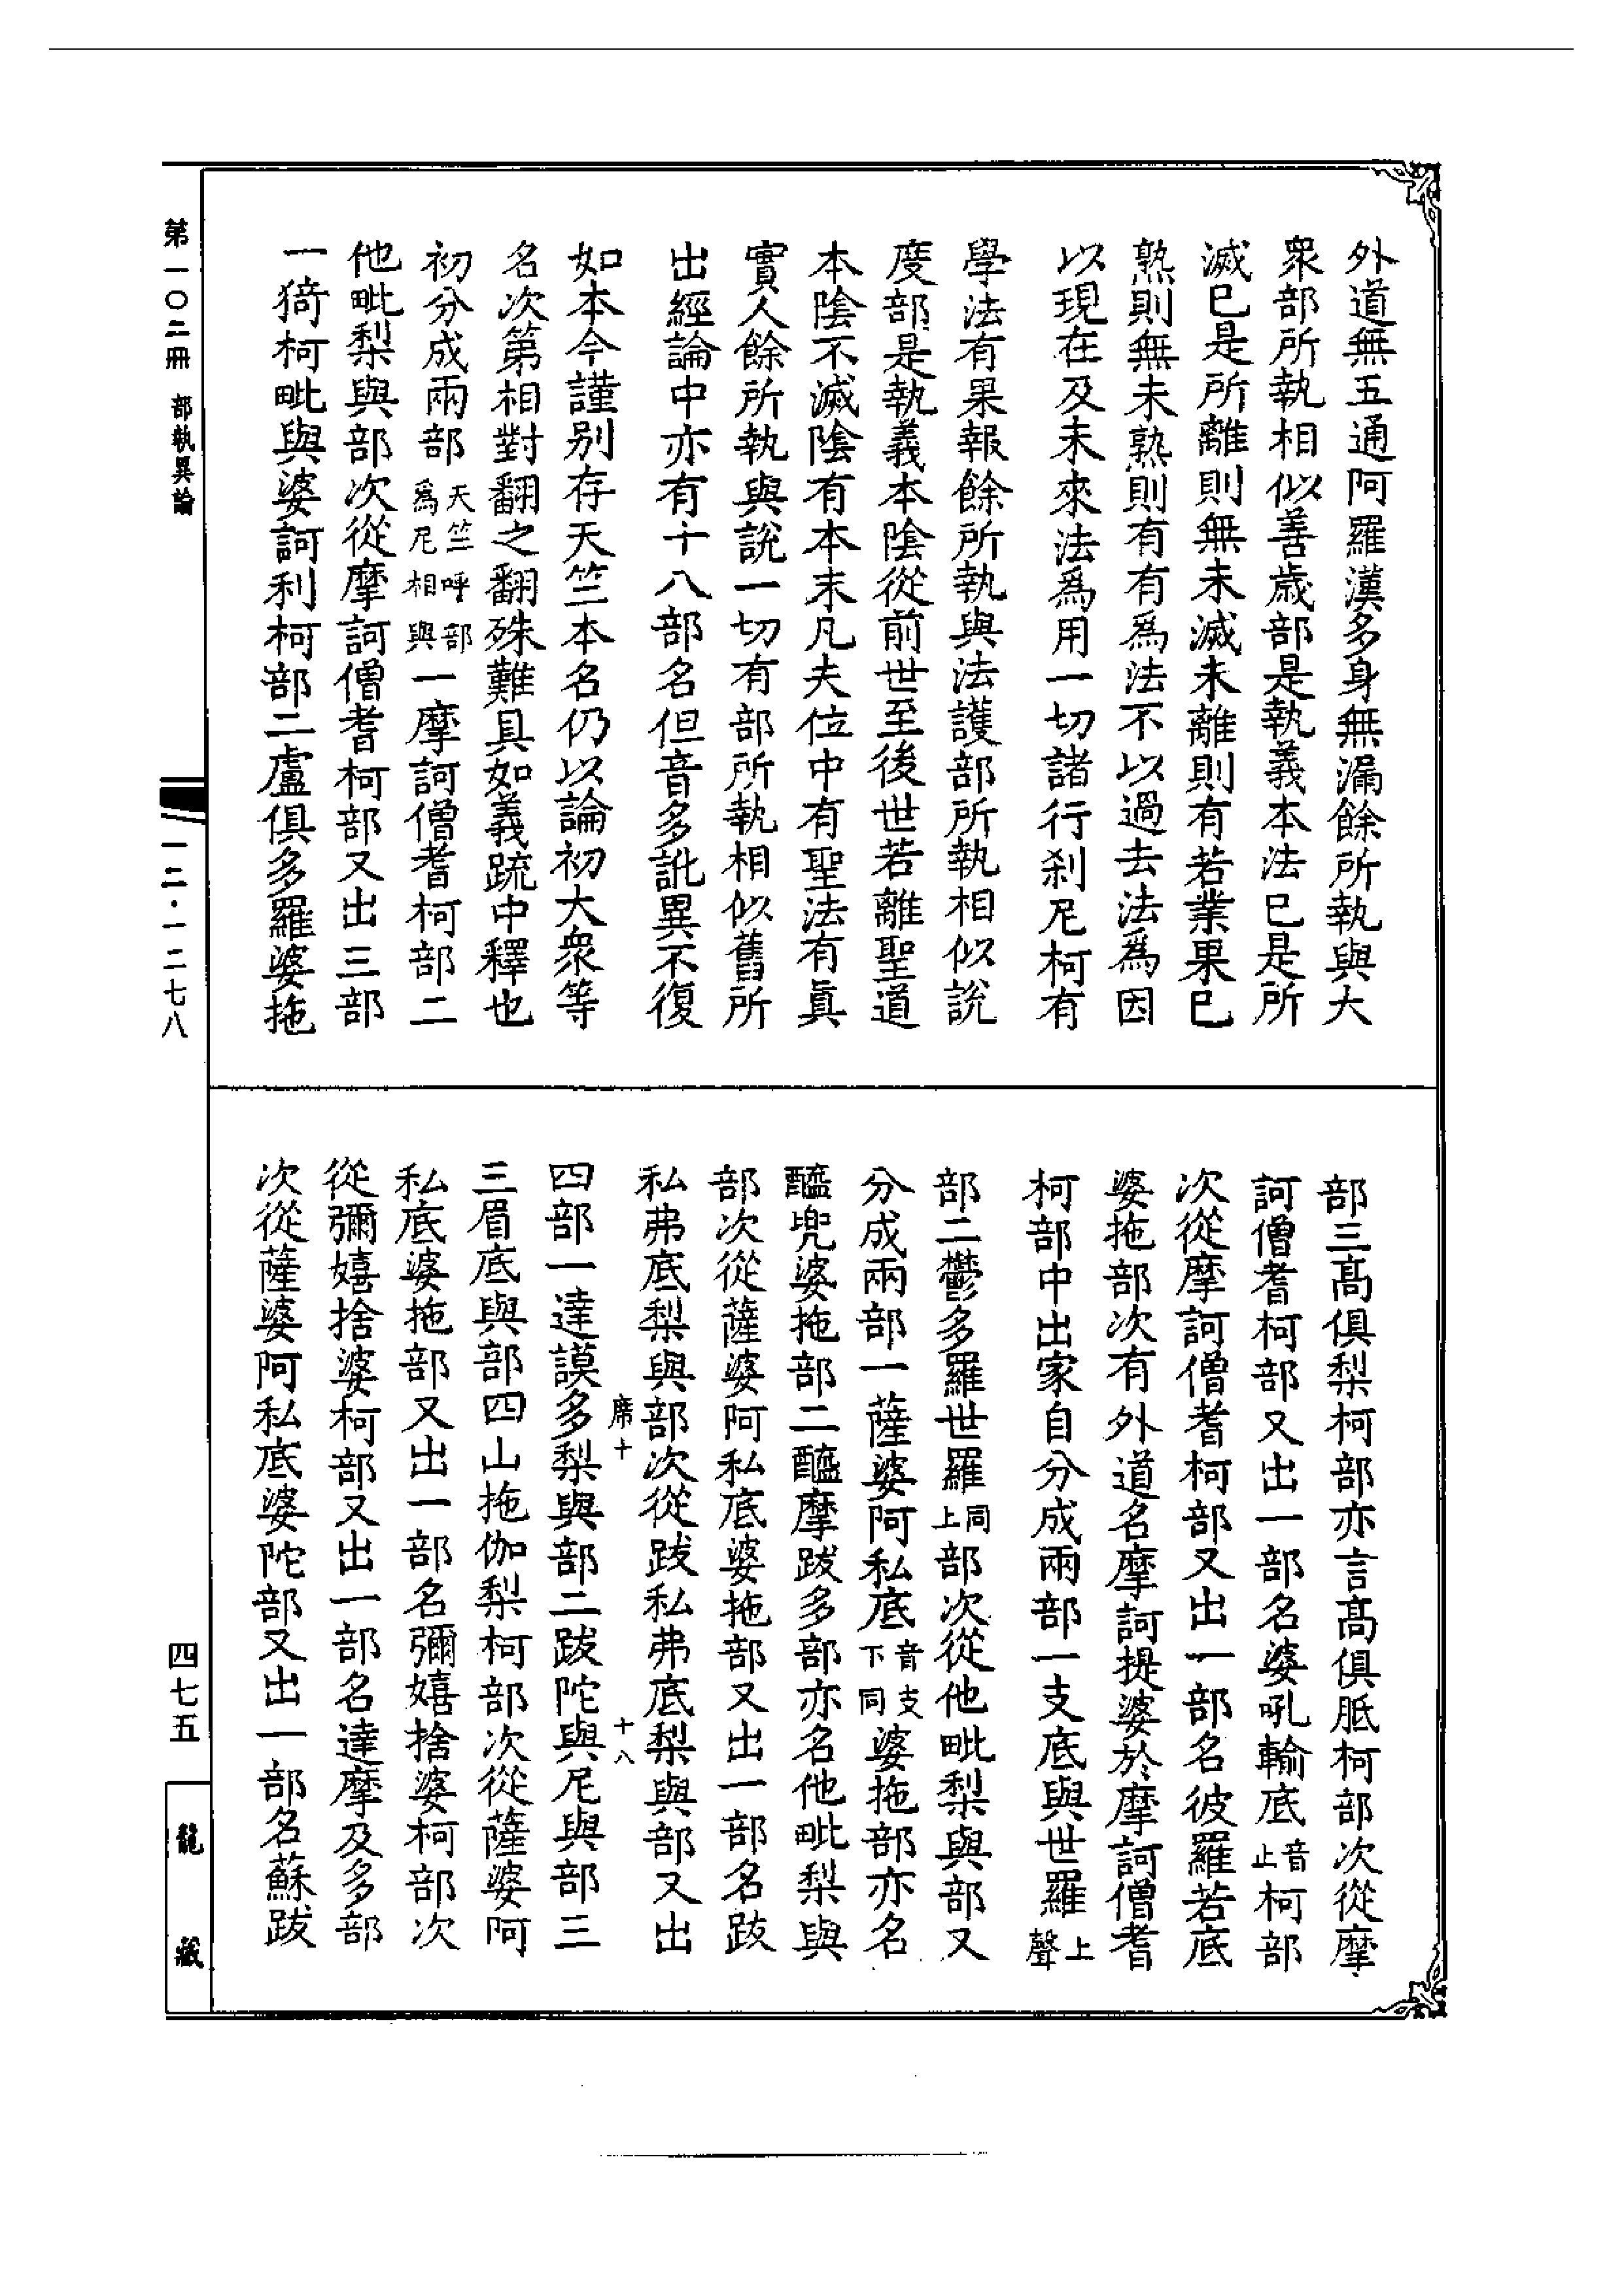 外道無五通阿羅漢多身無漏餘所執與大
眾部所執相似善歲部是執義本法已是所
滅已是所離則無未滅未離則有若業果已
熟則無未熟則有有爲法不以過去法爲因
以現在及未來法爲用一切諸行刹尼柯有
學法有果報餘所執與法護部所執相似說
度部是執義本陰從前世至後世若離聖道
本陰不滅陰有本末凡夫位中有聖法有眞
實人餘所執與說一切有部所執相似舊所
出經論中亦有十八部名但音多訛異不復
如本今謹別存天竺本名仍以論初大衆等
名次第相對翻之翻殊難具如義疏中釋也
初分成兩部天竺呼部爲尼相與一摩訶僧耆柯部二
他毗梨與部次從摩訶僧耆柯部又出三部
一猗柯毗與婆訶利柯部二盧俱多羅婆拖
部三髙俱梨柯部亦言髙俱胝柯部次從摩
訶僧耆柯部又出一部名婆吼輸底音止柯部
次從摩訶僧耆柯部又出一部名彼羅若底
婆拖部次有外道名摩訶提婆於摩訶僧耆
柯部中出家自分成兩部一支底與世羅上聲
部二鬱多羅世羅同上部次從他毗梨與部又
分成兩部一薩婆阿私底音支下同婆拖部亦名
醯兜婆拖部二醯摩跋多部亦名他毗梨與
部次從薩婆阿私底婆拖部又出一部名跋
私弗底梨與部次從跋私弗底梨與部又出
席十 十八
四部一達謨多梨與部二跋陀與尼與部三
三眉底與部四山拖伽梨柯部次從薩婆阿
私底婆拖部又出一部名彌嬉捨婆柯部次
從彌嬉捨婆柯部又出一部名達摩及多部
次從薩婆阿私底婆陀部又出一部名蘇跋
第一〇二冊 部執異論
一二·一二七八
四七五
龍藏